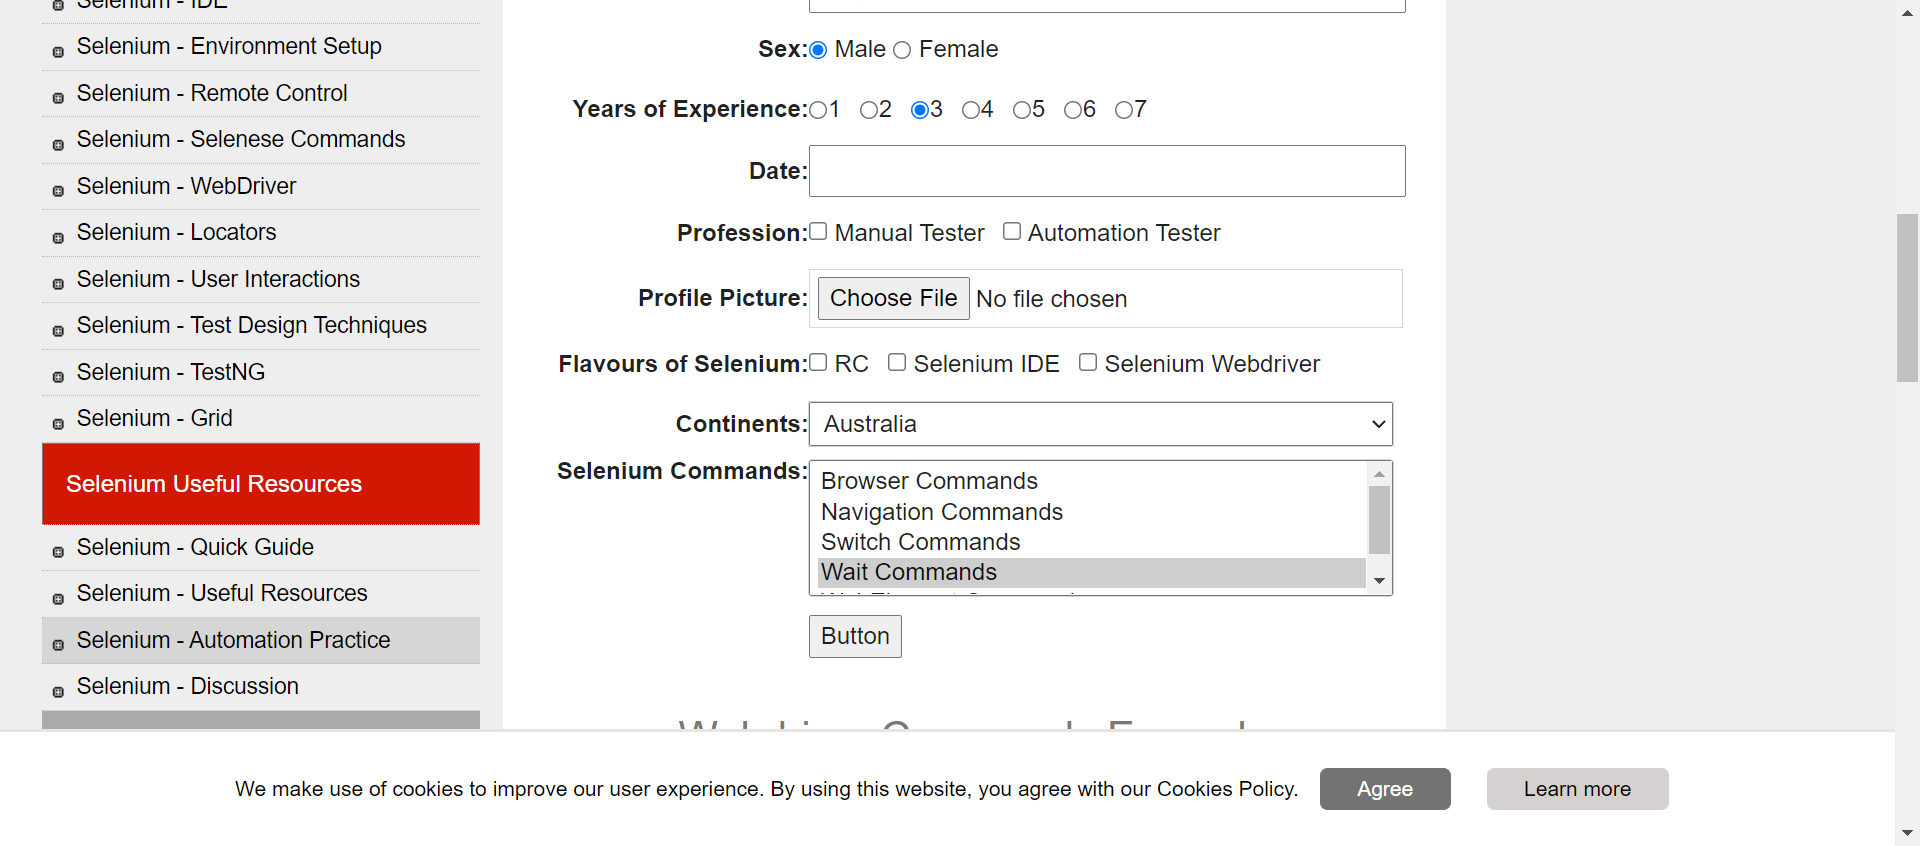 Selenium - IDE
Selenium - Environment Setup
Selenium - Remote Control
Selenium - Selenese Commands
Selenium - WebDriver
Selenium - Locators
Selenium - User Interactions
Selenium - Test Design Techniques
Selenium - TestNG
Selenium - Grid
Selenium Useful Resources
Selenium - Quick Guide
Selenium - Useful Resources
Selenium - Automation Practice
Selenium - Discussion
Sex: Male Female
Years of Experience: 1 2 3 4 5 6 7
Date:
Profession: Manual Tester Automation Tester
Profile Picture: Choose File No file chosen
Flavours of Selenium: RC Selenium IDE Selenium Webdriver
Continents: Australia
Selenium Commands:
Browser Commands
Navigation Commands
Switch Commands
Wait Commands
Button
We make use of cookies to improve our user experience. By using this website, you agree with our Cookies Policy. Agree Learn more